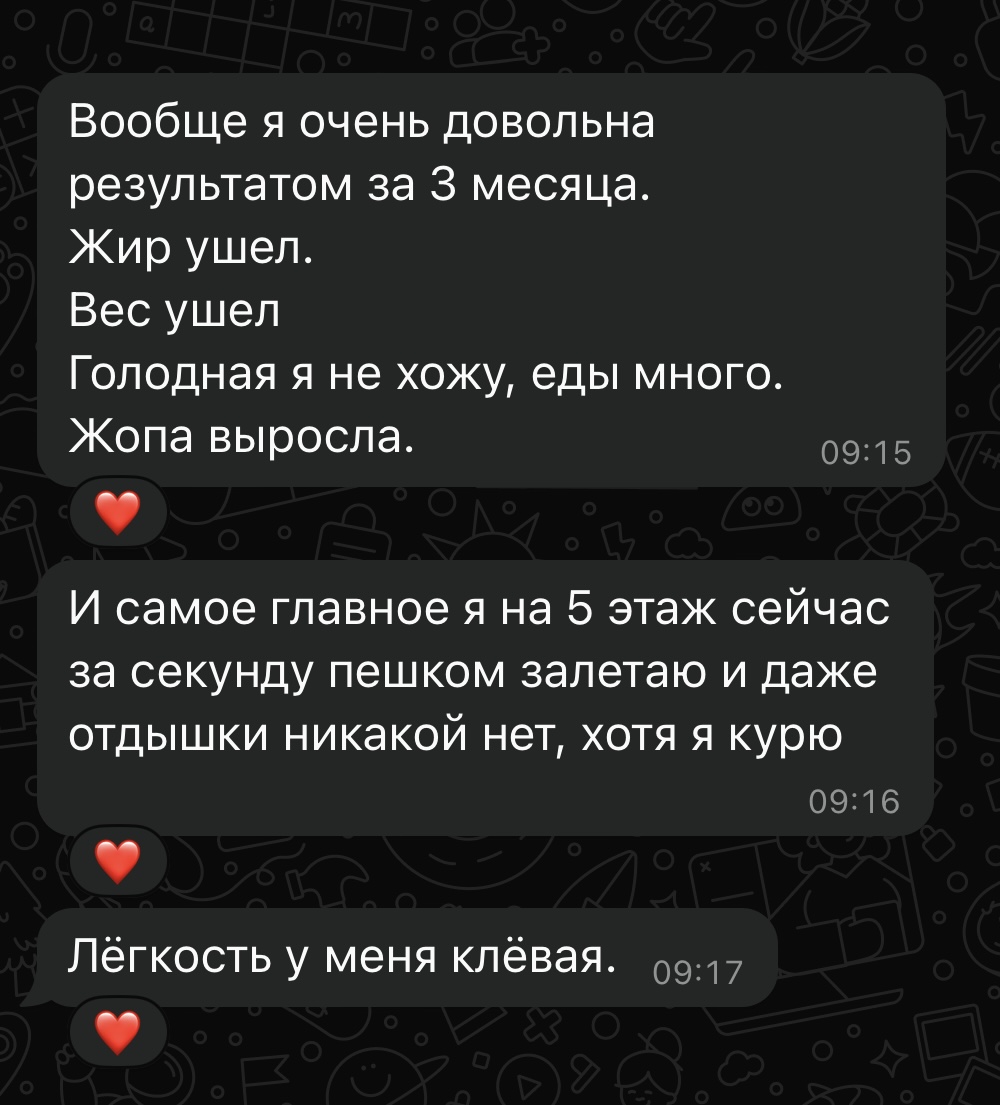 Вообще я очень довольна
результатом за 3 месяца.
Жир ушел.
Вес ушел
Голодная я не хожу, еды много.
Жопа выросла.
09:15
И самое главное я на 5 этаж сейчас
за секунду пешком залетаю и даже
отдышки никакой нет, хотя я курю
09:16
Лёгкость у меня клёвая.
09:17